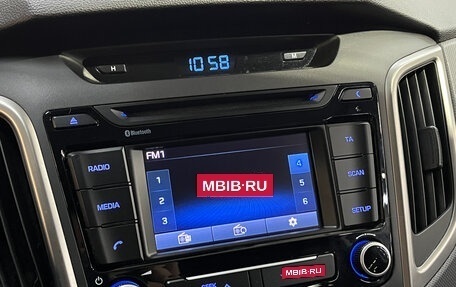 H
10:58
M
Bluetooth
RADIO
MEDIA
FM1
1
2
3
4
5
6
MBIB.RU
TA
SCAN
SETUP
SEEK
MBIB.RU